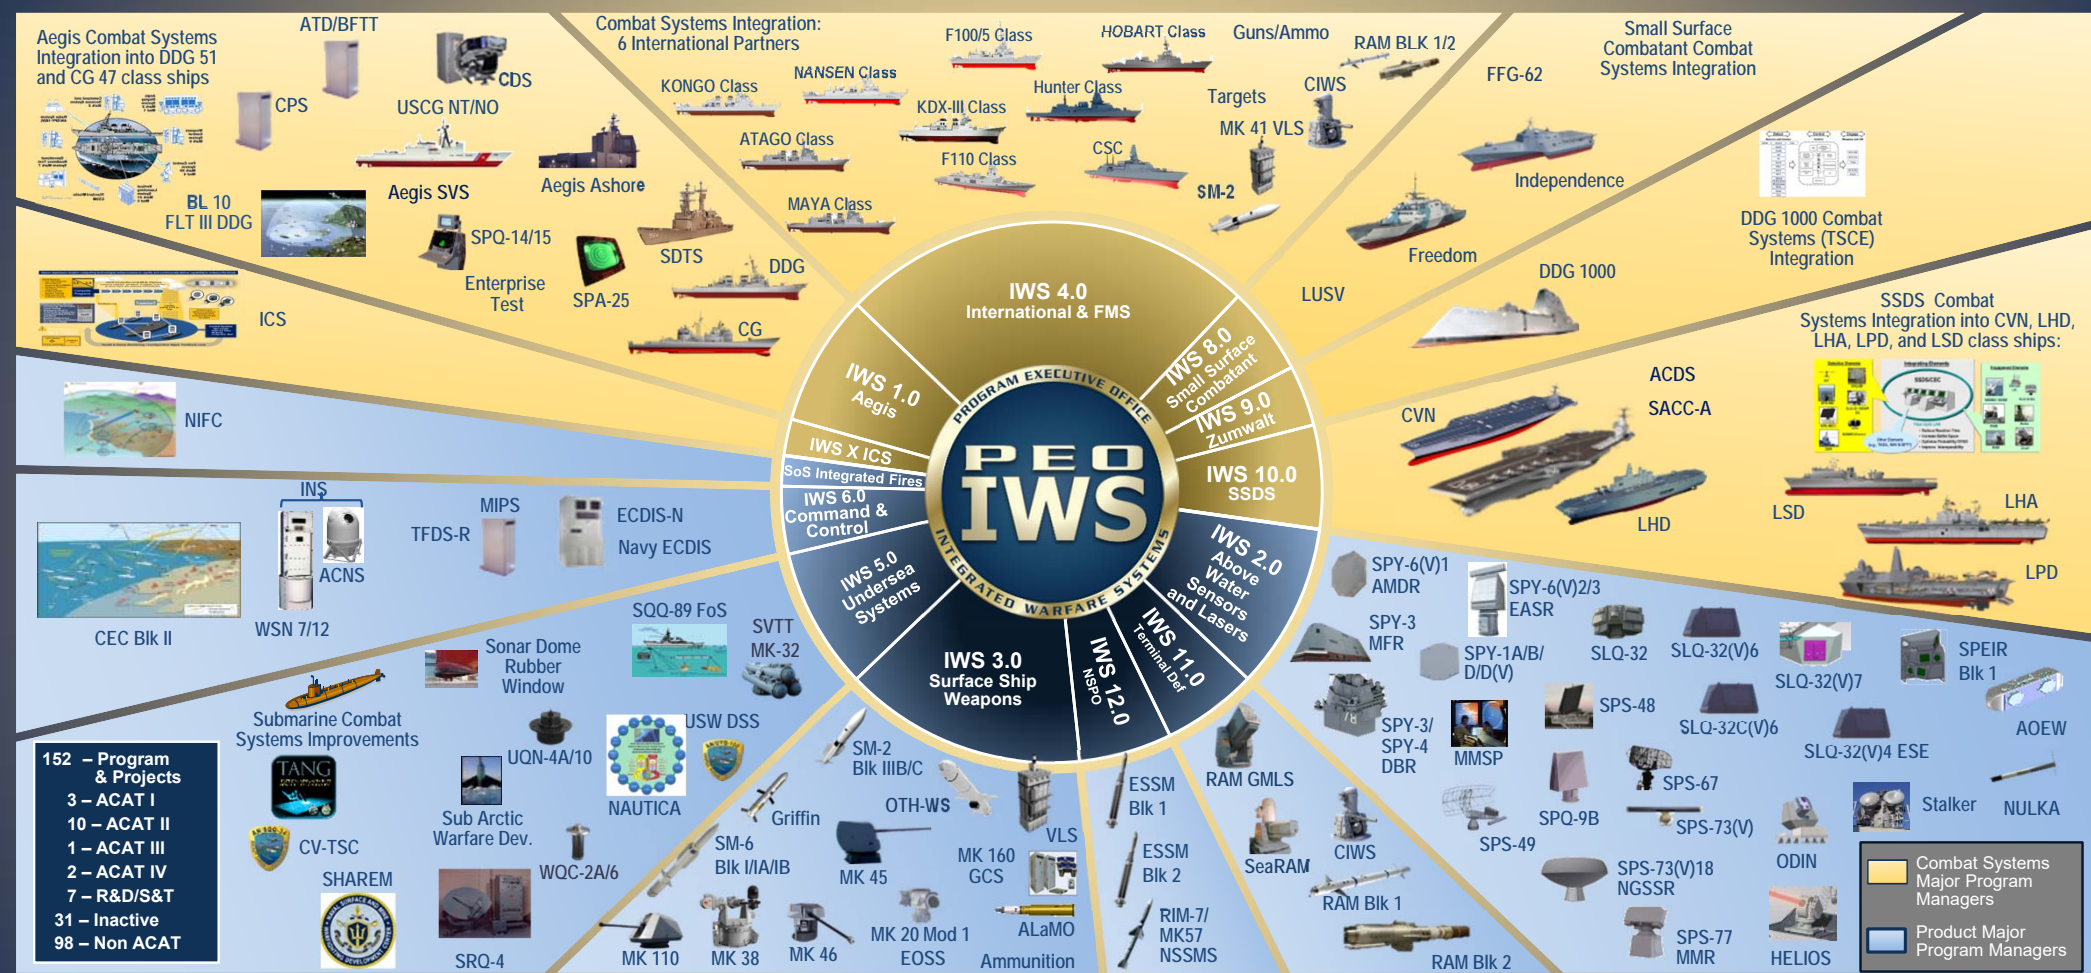 Aegis Combat Systems
Integration into DDG 51
and CG 47 class ships
ATD/BFTT
CPS
CDS
USCG NT/NO
BL 10
FLT III DDG
Aegis SVS
Aegis Ashore
SPQ-14/15
Enterprise
Test
SPA-25
SDTS
DDG
CG
ICS
NIFC
Combat Systems Integration:
6 International Partners
KONGO Class
NANSEN Class
F100/5 Class
HOBART Class
ATAGO Class
KDX-III Class
Hunter Class
F110 Class
CSC
MAYA Class
Guns/Ammo
RAM BLK 1/2
Targets
CIWS
MK 41 VLS
SM-2
Small Surface
Combatant Combat
Systems Integration
FFG-62
Independence
Freedom
LUSV
DDG 1000 Combat
Systems (TSCE)
Integration
DDG 1000
SSDS Combat
Systems Integration into CVN, LHD,
LHA, LPD, and LSD class ships:
ACDS
SACC-A
CVN
LHD
LSD
LHA
LPD
IWS 4.0
International & FMS
IWS 8.0
Small Surface
Combatant
IWS 9.0
Zumwalt
IWS 10.0
SSDS
IWS 2.0
Above
Water
Sensors
and Lasers
IWS 11.0
Terminal Def
IWS 12.0
NSPO
IWS 3.0
Surface Ship
Weapons
IWS 5.0
Undersea
Systems
IWS 6.0
Command &
Control
SoS Integrated Fires
IWS X ICS
IWS 1.0
Aegis
PROGRAM EXECUTIVE OFFICE
PEO
IWS
INTEGRATED WARFARE SYSTEMS
CEC Blk II
INS
ACNS
WSN 7/12
MIPS
TFDS-R
ECDIS-N
Navy ECDIS
Submarine Combat
Systems Improvements
TANG
Sonar Dome
Rubber
Window
SQQ-89 FoS
SVTT
MK-32
UQN-4A/10
USW DSS
NAUTICA
Sub Arctic
Warfare Dev.
WQC-2A/6
CV-TSC
SHAREM
SRQ-4
152 – Program
& Projects
3 – ACAT I
10 – ACAT II
1 – ACAT III
2 – ACAT IV
7 – R&D/S&T
31 – Inactive
98 – Non ACAT
SM-2
Blk IIIB/C
Griffin
OTH-WS
VLS
SM-6
Blk I/IA/IB
MK 45
MK 160
GCS
ALaMO
MK 110
MK 38
MK 46
MK 20 Mod 1
EOSS
Ammunition
ESSM
Blk 1
ESSM
Blk 2
RIM-7/
MK57
NSSMS
RAM GMLS
SeaRAM
CIWS
RAM Blk 1
RAM Blk 2
SPY-6(V)1
AMDR
SPY-6(V)2/3
EASR
SPY-3
MFR
SPY-1A/B/
D/D(V)
SLQ-32
SLQ-32(V)6
SLQ-32(V)7
SPEIR
Blk 1
SPY-3/
SPY-4
DBR
MMSP
SPS-48
SLQ-32C(V)6
SLQ-32(V)4 ESE
AOEW
SPS-49
SPQ-9B
SPS-67
SPS-73(V)
Stalker
NULKA
ODIN
SPS-73(V)18
NGSSR
SPS-77
MMR
HELIOS
Combat Systems
Major Program
Managers
Product Major
Program Managers